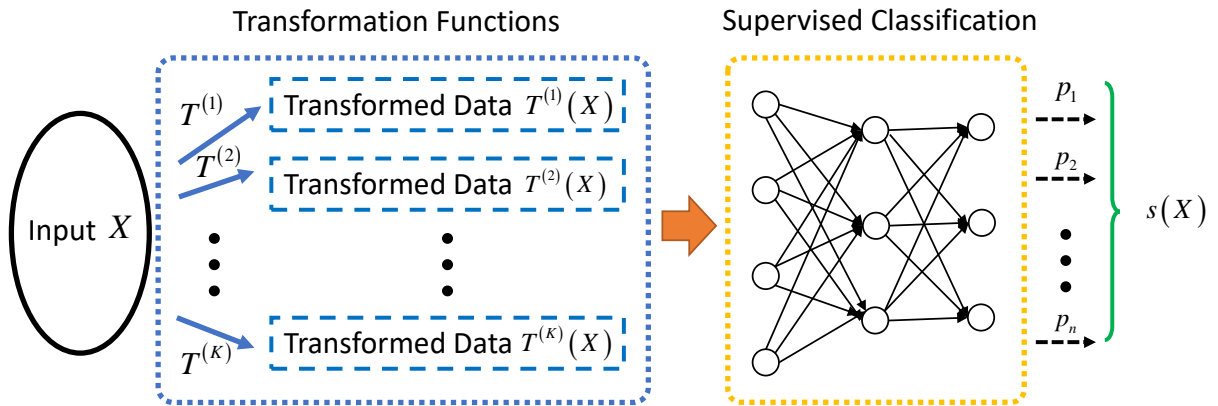 Transformation Functions
Supervised Classification
Input X
T^{(1)}
Transformed Data T^{(1)}(X)
T^{(2)}
Transformed Data T^{(2)}(X)
T^{(K)}
Transformed Data T^{(K)}(X)
p_1
p_2
p_n
s(X)